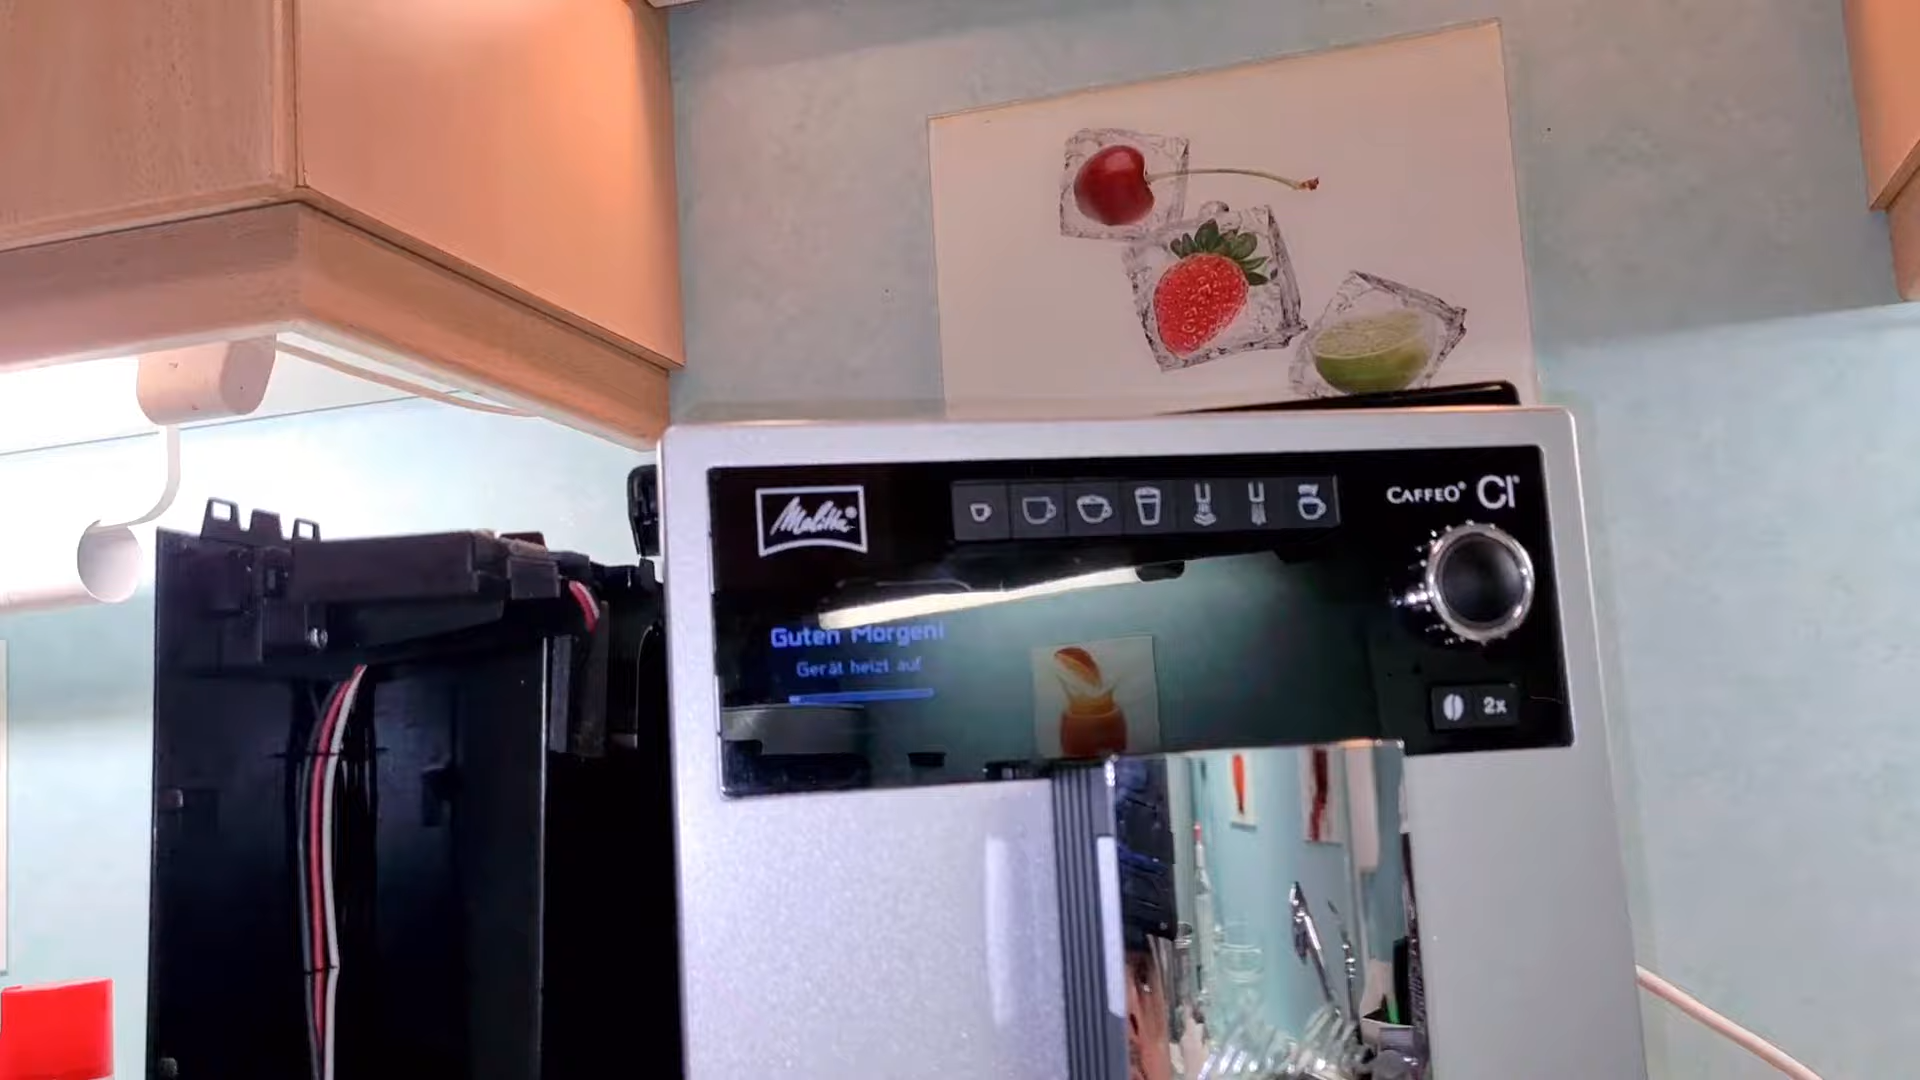 Melitta®
CAFFEO® CI®
Guten Morgen!
Gerät heizt auf
2x